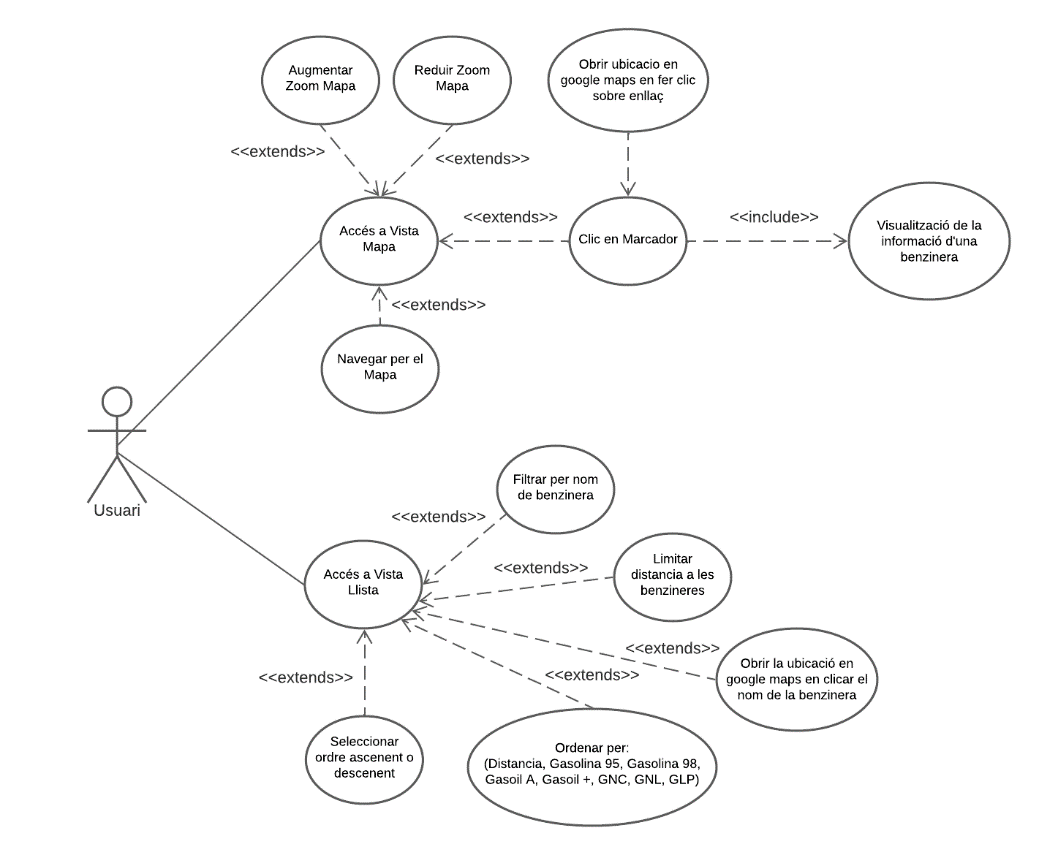 Augmentar
Zoom Mapa
Reduir Zoom
Mapa
Obrir ubicacio en
google maps en fer clic
sobre enllaç
<<extends>>
<<extends>>
Accés a Vista
Mapa
<<extends>>
Clic en Marcador
<<include>>
Visualització de la
informació d'una
benzinera
<<extends>>
Navegar per el
Mapa
Usuari
Filtrar per nom
de benzinera
<<extends>>
Accés a Vista
Llista
<<extends>>
Limitar
distancia a les
benzineres
<<extends>>
Obrir la ubicació en
google maps en clicar el
nom de la benzinera
<<extends>>
<<extends>>
Seleccionar
ordre ascenent o
descenent
Ordenar per:
(Distancia, Gasolina 95, Gasolina 98,
Gasoil A, Gasoil +, GNC, GNL, GLP)